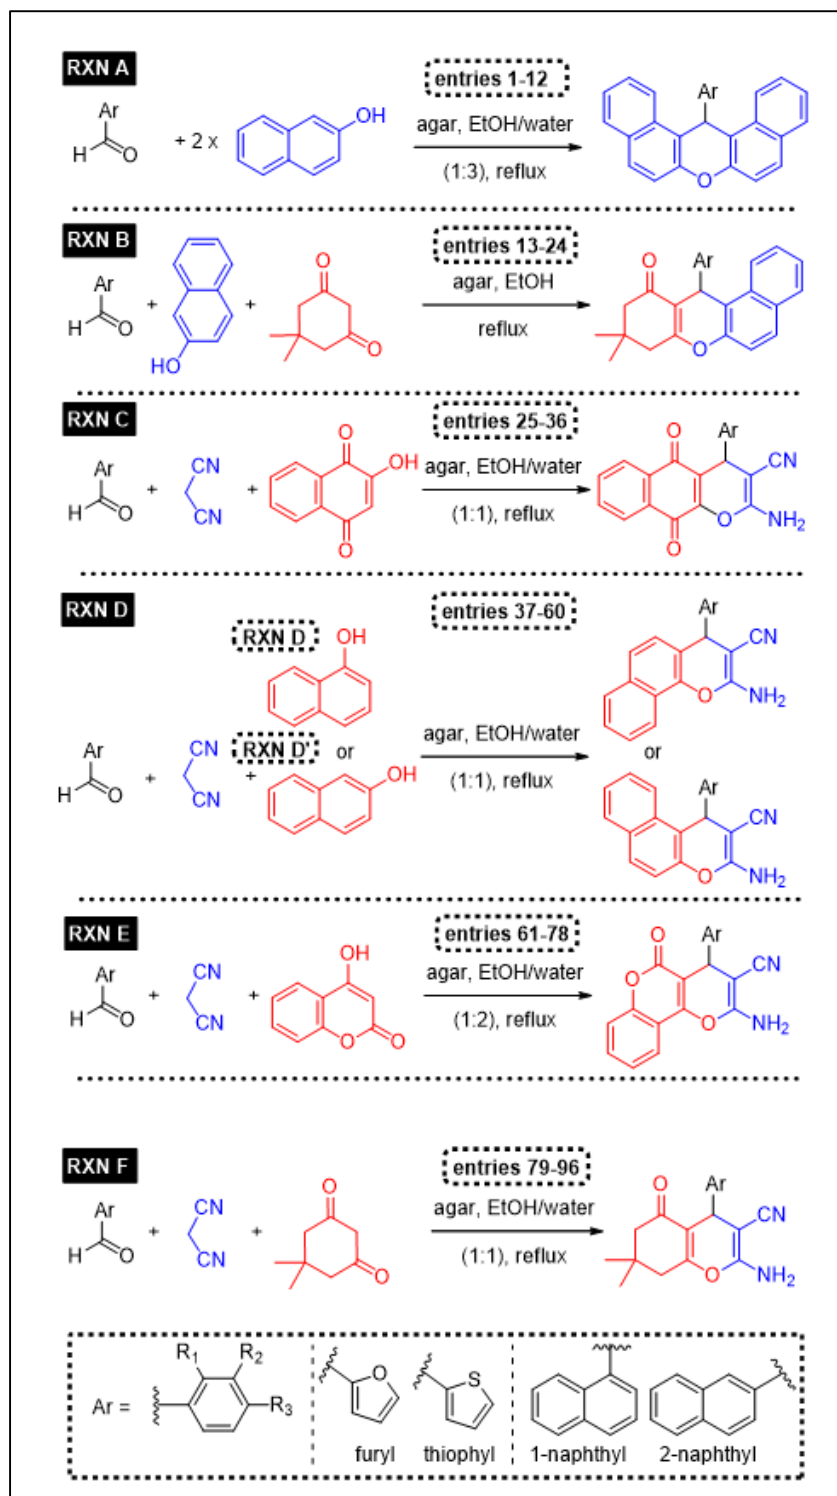 RXN A
entries 1-12
Ar
H
O
+ 2 x
OH
agar, EtOH/water
(1:3), reflux
Ar
O
RXN B
entries 13-24
Ar
H
O
+
HO
+
O
O
agar, EtOH
reflux
O
Ar
O
RXN C
entries 25-36
Ar
H
O
+
CN
CN
+
O
OH
O
agar, EtOH/water
(1:1), reflux
O
Ar
CN
O
NH2
O
RXN D
entries 37-60
RXN D
OH
Ar
CN
O
NH2
Ar
H
O
+
CN
CN
RXN D'
+
or
OH
agar, EtOH/water
(1:1), reflux
or
Ar
CN
O
NH2
RXN E
entries 61-78
Ar
H
O
+
CN
CN
+
OH
O
O
agar, EtOH/water
(1:2), reflux
O
Ar
O
CN
O
NH2
RXN F
entries 79-96
Ar
H
O
+
CN
CN
+
O
O
agar, EtOH/water
(1:1), reflux
O
Ar
CN
O
NH2
Ar =
R1
R2
R3
O
furyl
S
thiophyl
1-naphthyl
2-naphthyl